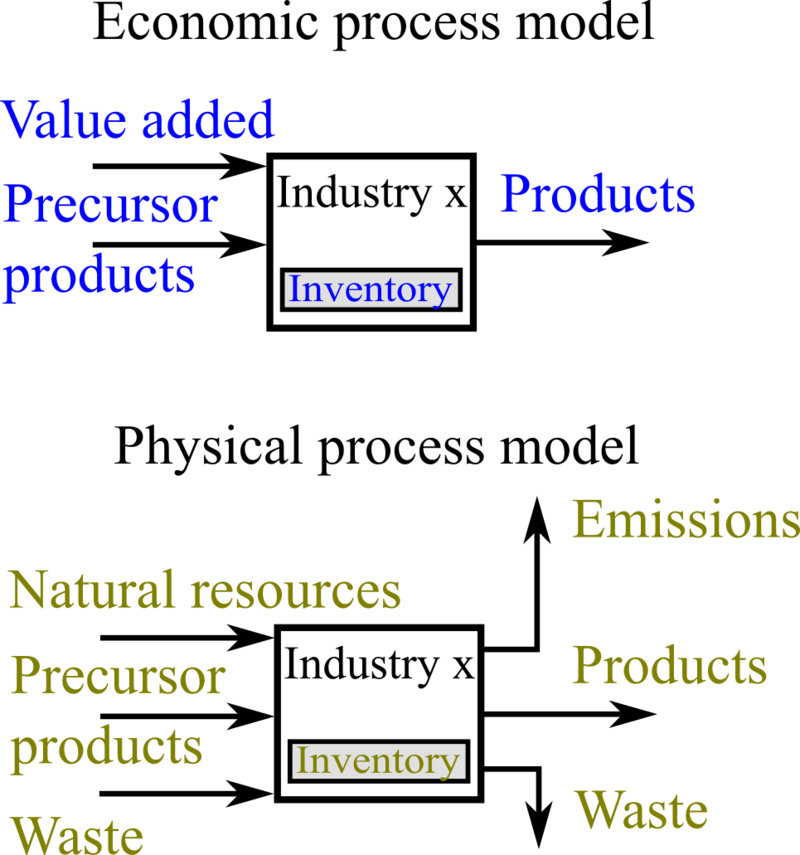 Economic process model
Value added
Precursor
products
Industry x
Inventory
Products
Physical process model
Natural resources
Precursor
products
Waste
Industry x
Inventory
Emissions
Products
Waste